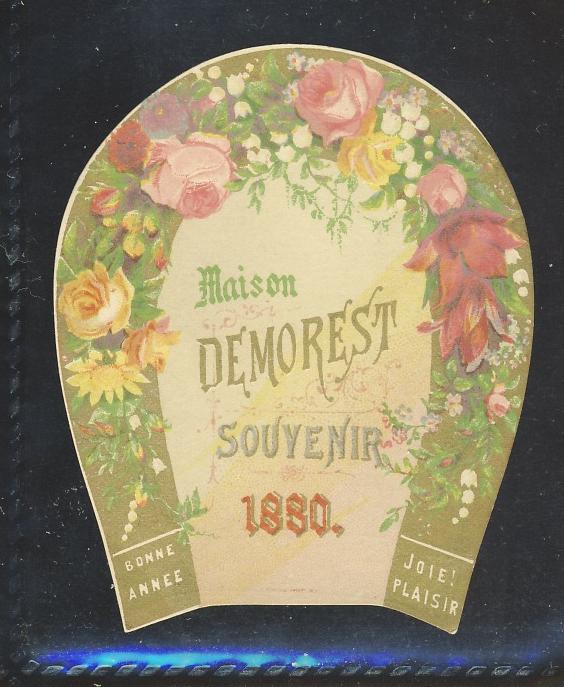 Maison
DEMOREST
SOUVENIR
1880.
BONNE
ANNEE
JOIE!
PLAISIR